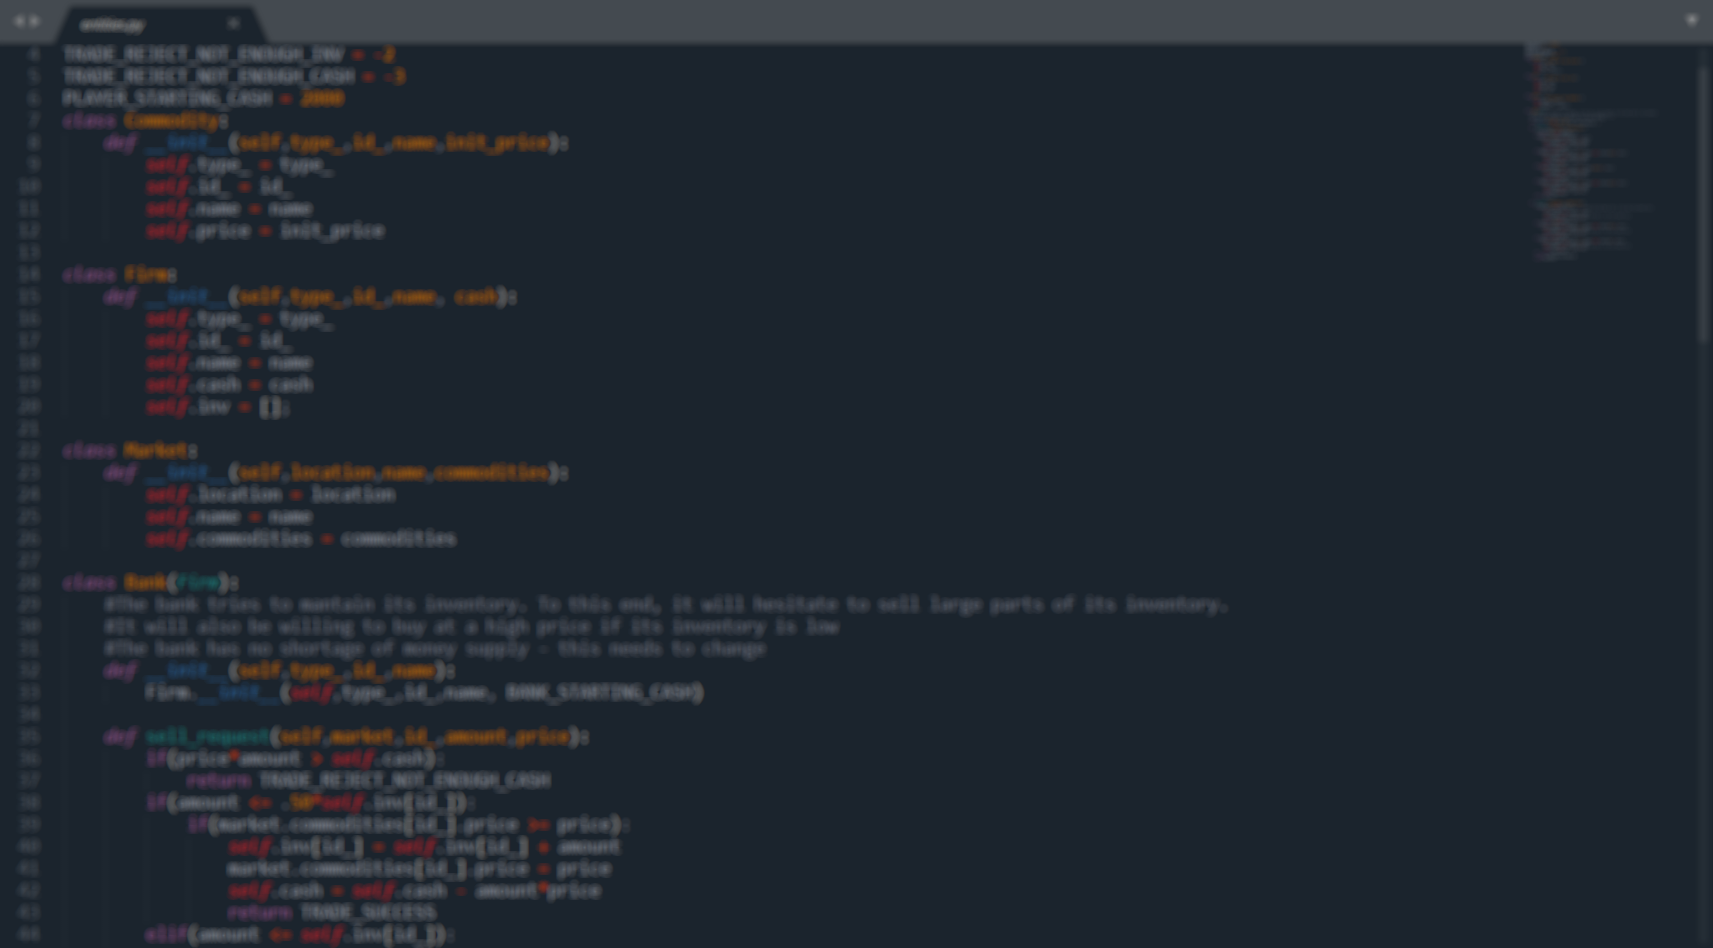 entities.py
4 TRADE_REJECT_NOT_ENOUGH_INV = -2
5 TRADE_REJECT_NOT_ENOUGH_CASH = -3
6 PLAYER_STARTING_CASH = 2000
7 class Commodity:
8 def __init__(self,type_,id_,name,init_price):
9 self.type_ = type_
10 self.id_ = id_
11 self.name = name
12 self.price = init_price
13
14 class Firm:
15 def __init__(self,type_,id_,name, cash):
16 self.type_ = type_
17 self.id_ = id_
18 self.name = name
19 self.cash = cash
20 self.inv = [];
21
22 class Market:
23 def __init__(self,location,name,commodities):
24 self.location = location
25 self.name = name
26 self.commodities = commodities
27
28 class Bank(Firm):
29 #The bank tries to mantain its inventory. To this end, it will hesitate to sell large parts of its inventory.
30 #It will also be willing to buy at a high price if its inventory is low
31 #The bank has no shortage of money supply - this needs to change
32 def __init__(self,type_,id_,name):
33 firm.__init__(self,type_,id_,name, BANK_STARTING_CASH)
34
35 def sell_request(self,market,id_,amount,price):
36 if(price*amount > self.cash):
37 return TRADE_REJECT_NOT_ENOUGH_CASH
38 if(amount <= .50*self.inv[id_]):
39 if(market.commodities[id_].price >= price):
40 self.inv[id_] = self.inv[id_] + amount
41 market.commodities[id_].price = price
42 self.cash = self.cash - amount*price
43 return TRADE_SUCCESS
44 elif(amount <= self.inv[id_]):